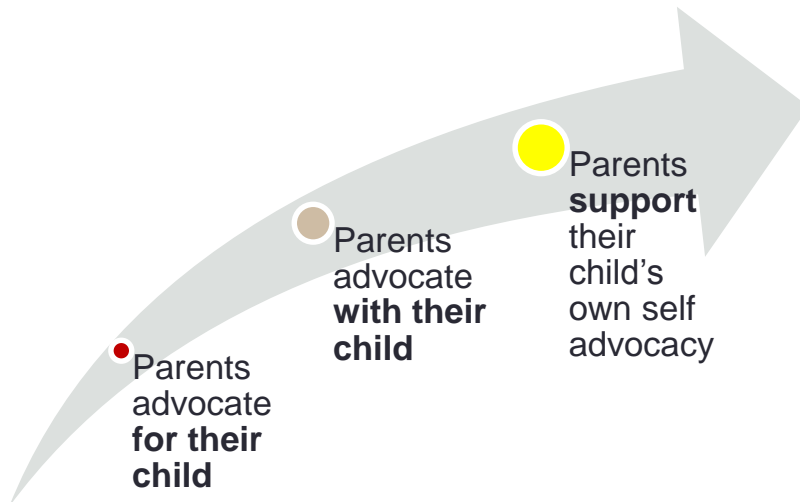 Parents
advocate
for their
child
Parents
advocate
with their
child
Parents
support
their
child’s
own self
advocacy